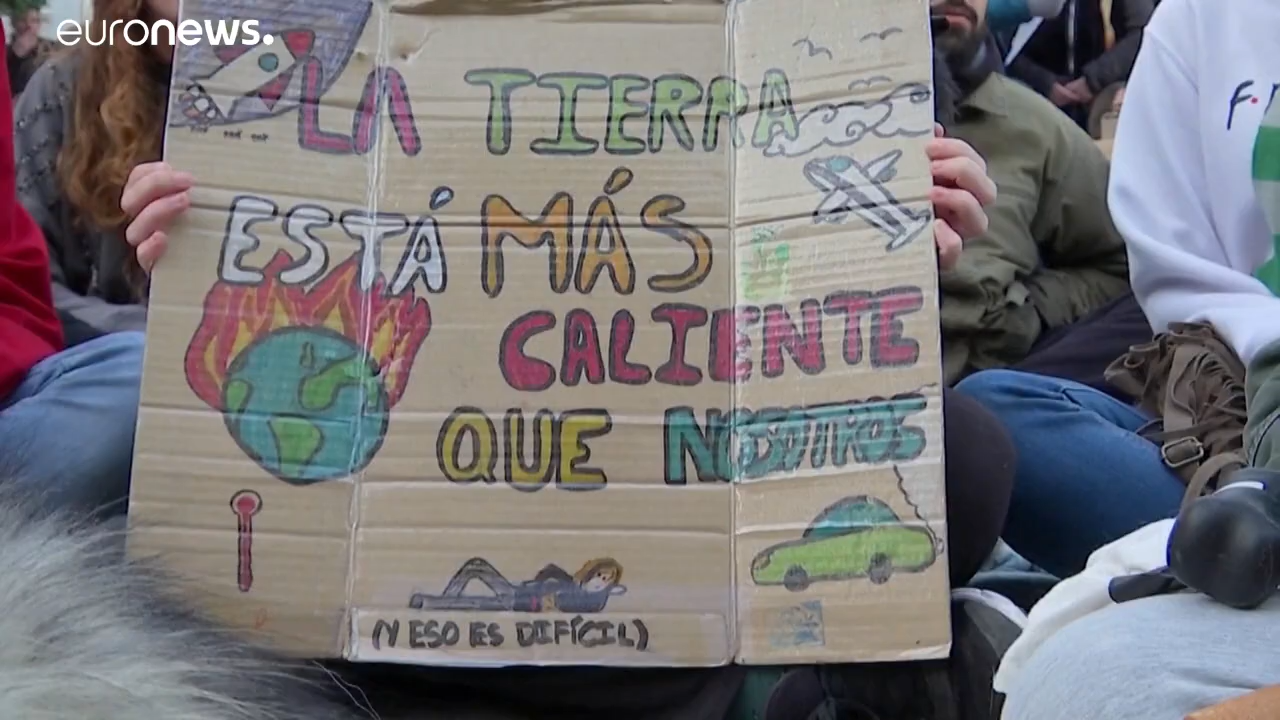 euronews.
LA TIERRA
ESTÁ MÁS
CALIENTE
QUE NOSOTROS
(Y ESO ES DIFÍCIL)
F.